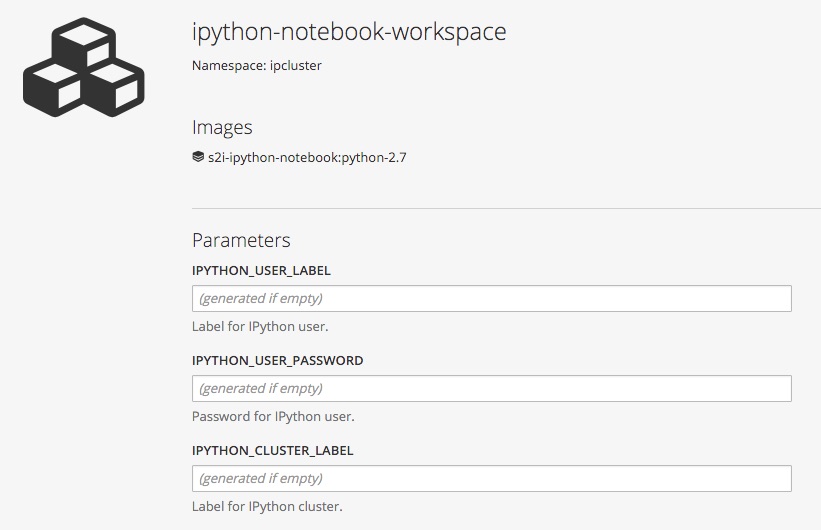 ipython-notebook-workspace
Namespace: ipcluster
Images
s2i-ipython-notebook:python-2.7
Parameters
IPYTHON_USER_LABEL
(generated if empty)
Label for IPython user.
IPYTHON_USER_PASSWORD
(generated if empty)
Password for IPython user.
IPYTHON_CLUSTER_LABEL
(generated if empty)
Label for IPython cluster.